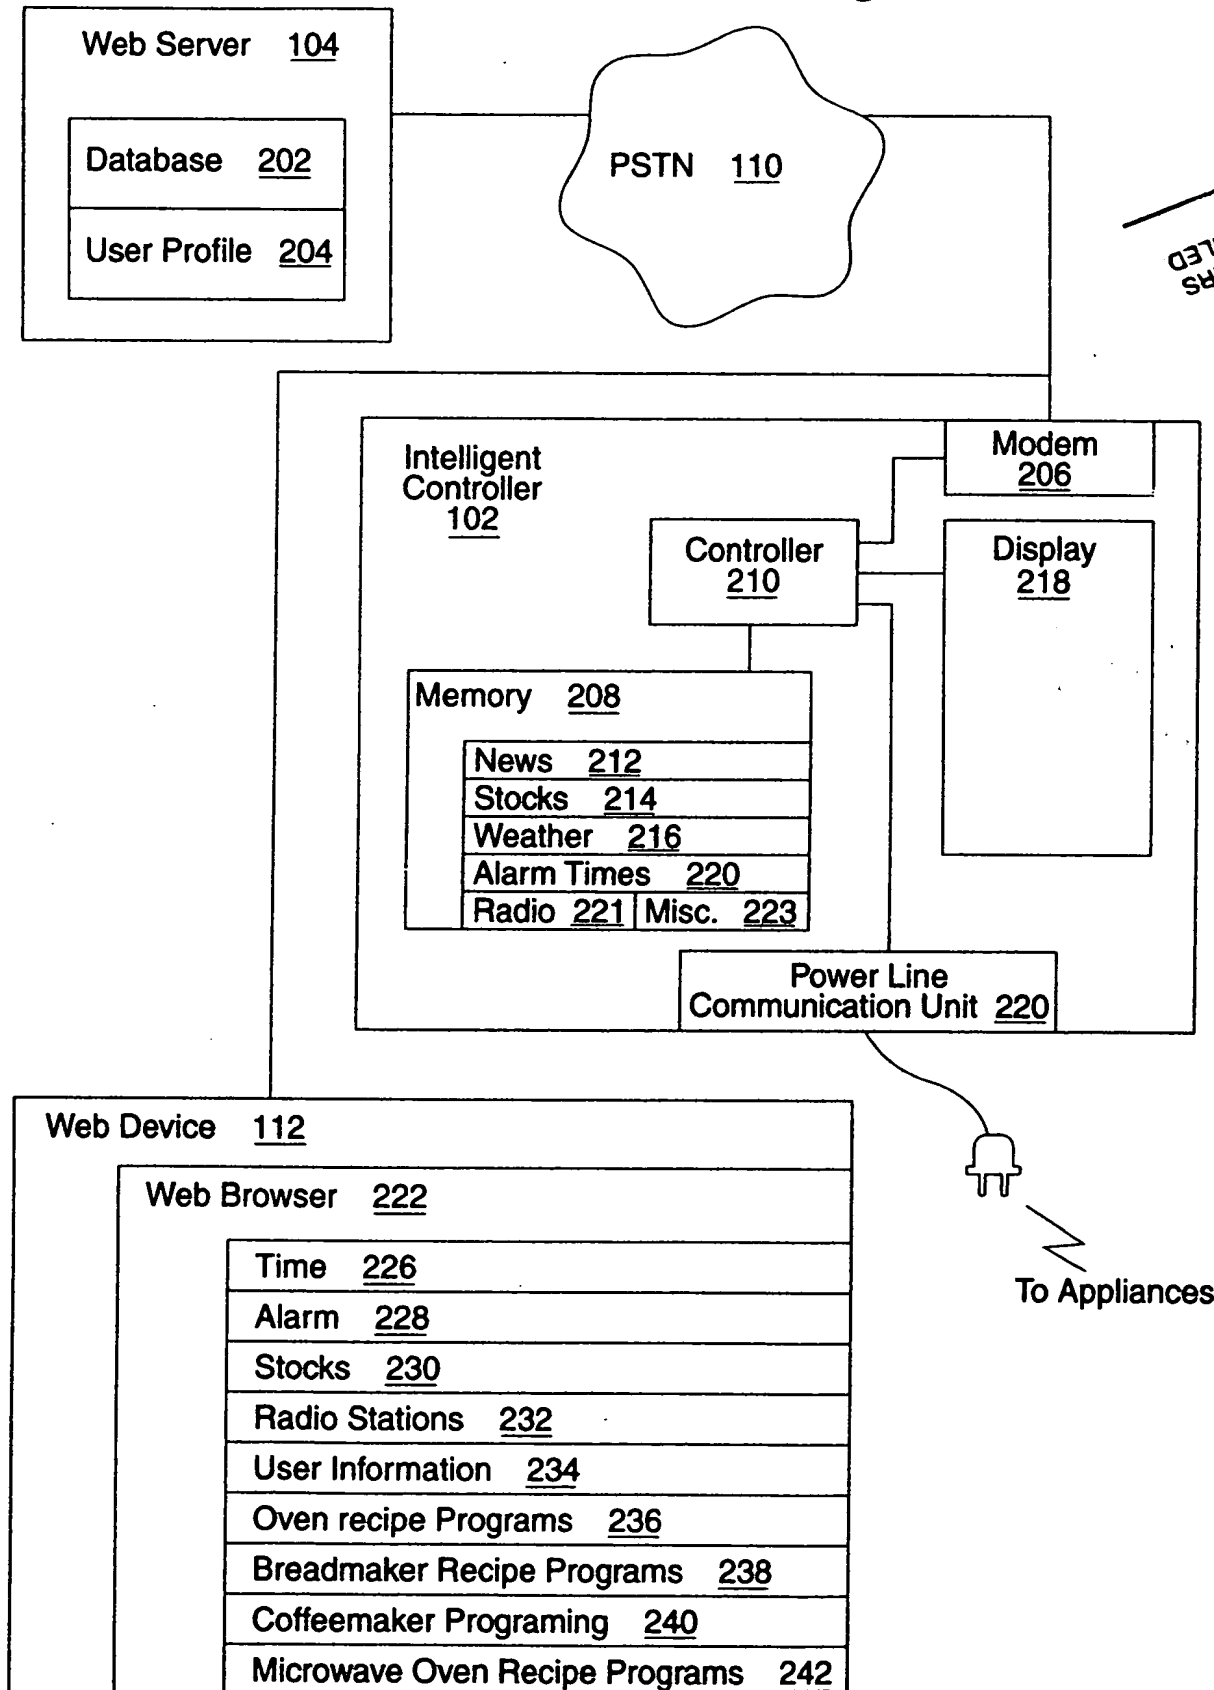 Web Server 104
Database 202
User Profile 204
PSTN 110
Intelligent
Controller
102
Modem
206
Controller
210
Display
218
Memory 208
News 212
Stocks 214
Weather 216
Alarm Times 220
Radio 221 Misc. 223
Power Line
Communication Unit 220
To Appliances
Web Device 112
Web Browser 222
Time 226
Alarm 228
Stocks 230
Radio Stations 232
User Information 234
Oven recipe Programs 236
Breadmaker Recipe Programs 238
Coffeemaker Programing 240
Microwave Oven Recipe Programs 242